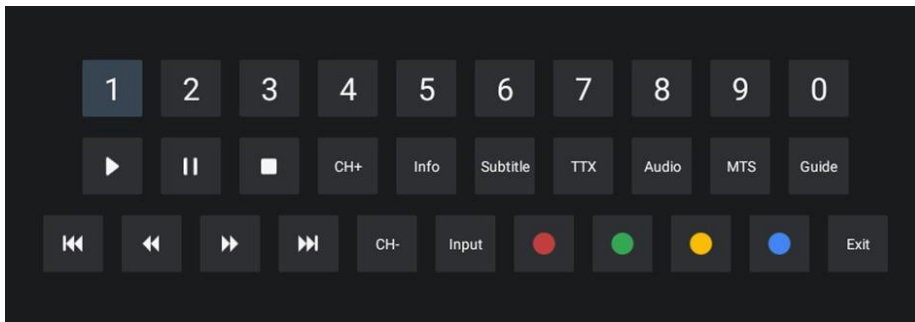 1 2 3 4 5 6 7 8 9 0
CH+ Info Subtitle TTX Audio MTS Guide
CH- Input Exit